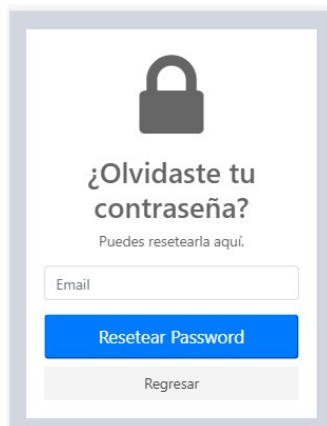 ¿Olvidaste tu
contraseña?
Puedes resetearla aquí.
Email
Resetear Password
Regresar